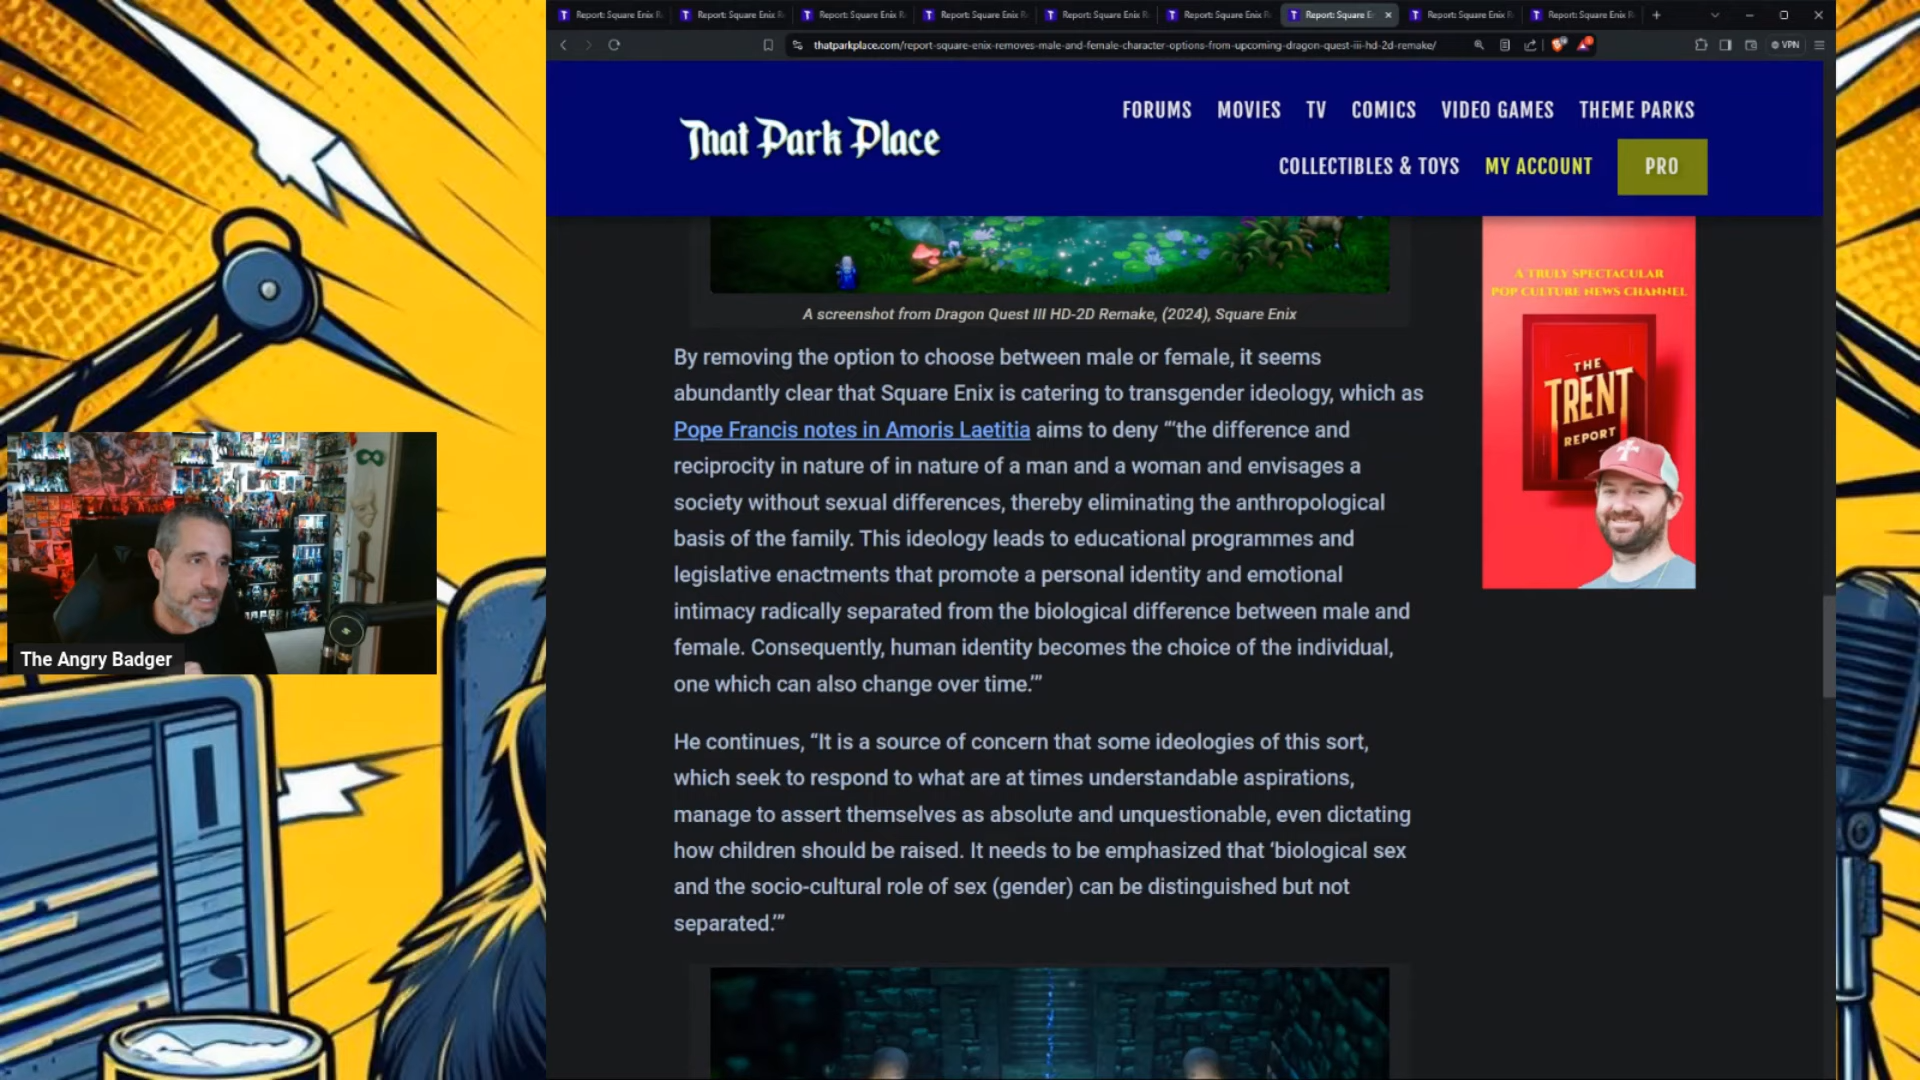 Report: Square Enix R
Report: Square Enix R
Report: Square Enix R
Report: Square Enix R
Report: Square Enix R
Report: Square Enix R
Report: Square E
Report: Square Enix R
Report: Square Enix R
thatparkplace.com/report-square-enix-removes-male-and-female-character-options-from-upcoming-dragon-quest-iii-hd-2d-remake/
VPN
That Park Place
FORUMS MOVIES TV COMICS VIDEO GAMES THEME PARKS
COLLECTIBLES & TOYS MY ACCOUNT PRO
A TRULY SPECTACULAR
POP CULTURE NEWS CHANNEL
THE
TRENT
REPORT
A screenshot from Dragon Quest III HD-2D Remake, (2024), Square Enix
By removing the option to choose between male or female, it seems
abundantly clear that Square Enix is catering to transgender ideology, which as
Pope Francis notes in Amoris Laetitia aims to deny “‘the difference and
reciprocity in nature of in nature of a man and a woman and envisages a
society without sexual differences, thereby eliminating the anthropological
basis of the family. This ideology leads to educational programmes and
legislative enactments that promote a personal identity and emotional
intimacy radically separated from the biological difference between male and
female. Consequently, human identity becomes the choice of the individual,
one which can also change over time.’”
He continues, “It is a source of concern that some ideologies of this sort,
which seek to respond to what are at times understandable aspirations,
manage to assert themselves as absolute and unquestionable, even dictating
how children should be raised. It needs to be emphasized that ‘biological sex
and the socio-cultural role of sex (gender) can be distinguished but not
separated.’”
The Angry Badger